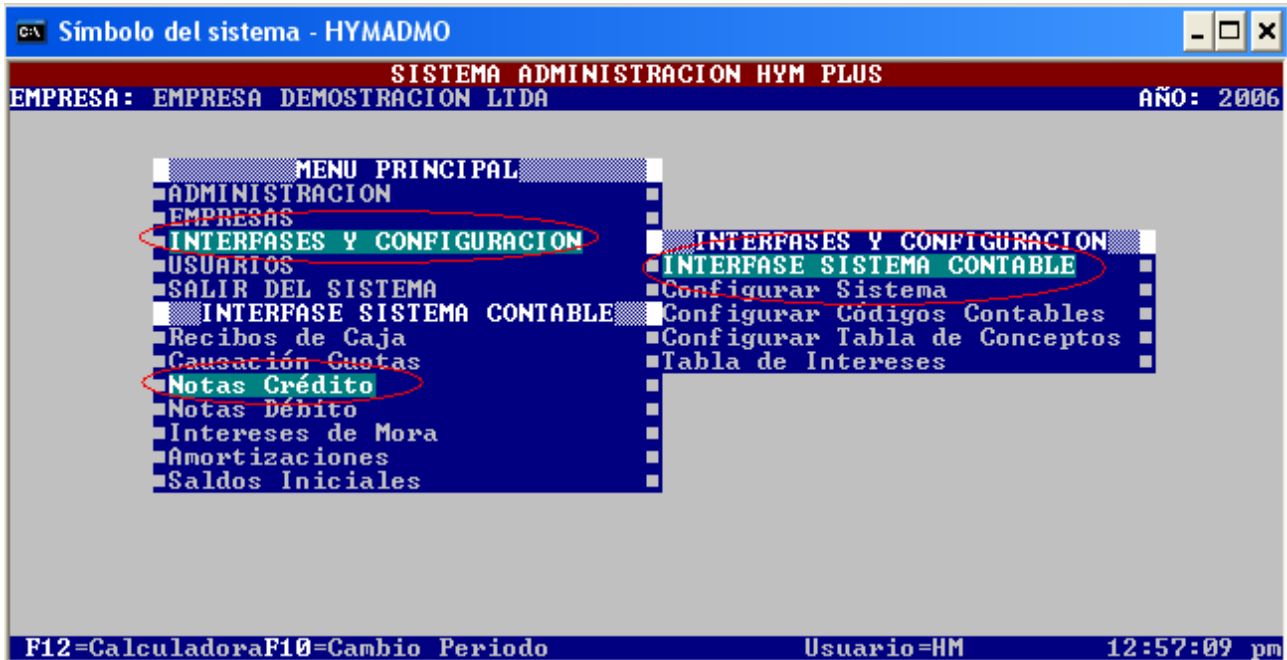 Símbolo del sistema - HYMADMO
SISTEMA ADMINISTRACION HYM PLUS
EMPRESA: EMPRESA DEMOSTRACION LTDA AÑO: 2006
MENU PRINCIPAL
ADMINISTRACION
EMPRESAS
INTERFASES Y CONFIGURACION
USUARIOS
SALIR DEL SISTEMA
INTERFASES Y CONFIGURACION
INTERFASE SISTEMA CONTABLE
Configurar Sistema
Configurar Códigos Contables
Configurar Tabla de Conceptos
Tabla de Intereses
INTERFASE SISTEMA CONTABLE
Recibos de Caja
Causación Cuotas
Notas Crédito
Notas Débito
Intereses de Mora
Amortizaciones
Saldos Iniciales
F12=CalculadoraF10=Cambio Periodo Usuario=HM 12:57:09 pm